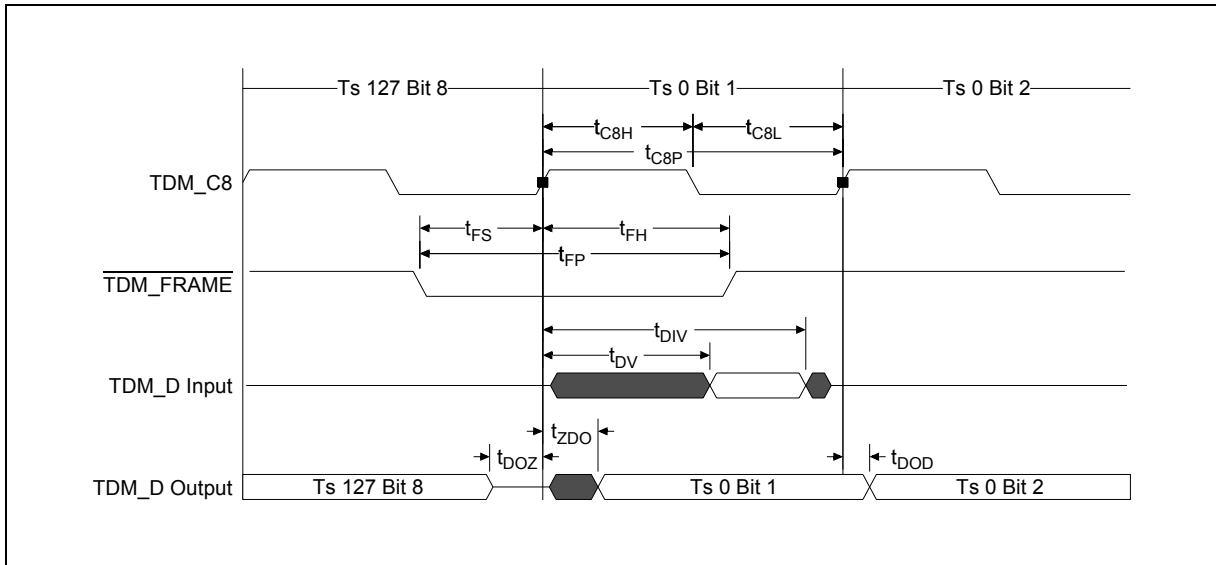 Ts 127 Bit 8 Ts 0 Bit 1 Ts 0 Bit 2
tC8H tC8L
tC8P
TDM_C8
tFS tFH
tFP
TDM_FRAME
tDIV
tDV
TDM_D Input
tZDO
tDOZ tDOD
TDM_D Output Ts 127 Bit 8 Ts 0 Bit 1 Ts 0 Bit 2